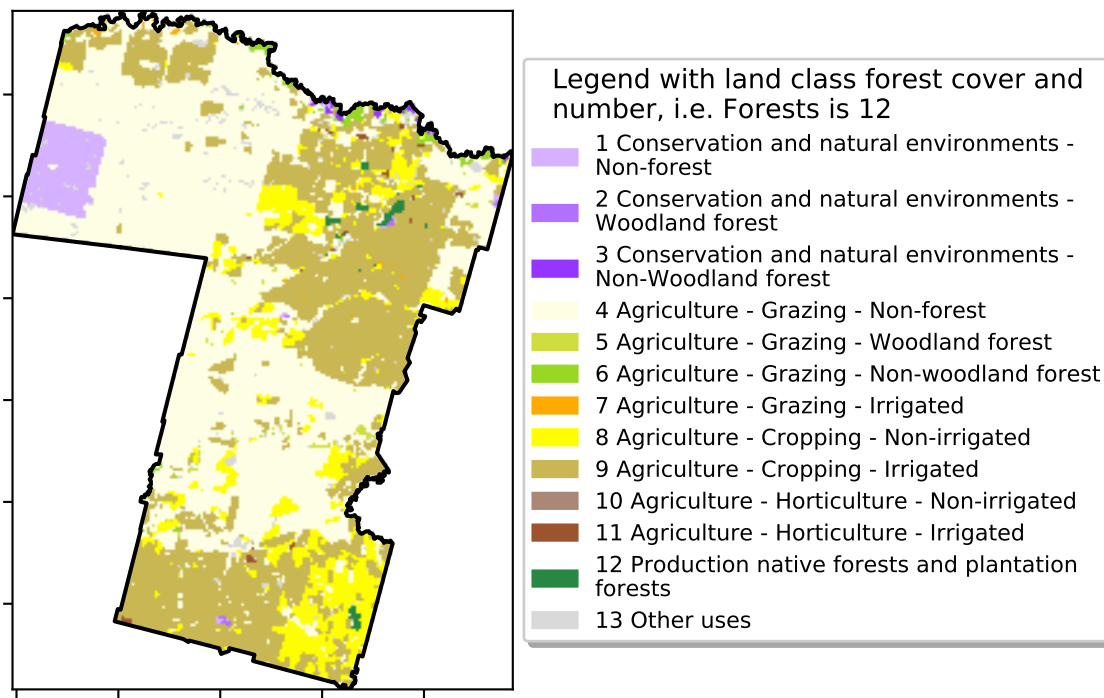 Legend with land class forest cover and
number, i.e. Forests is 12
1 Conservation and natural environments -
Non-forest
2 Conservation and natural environments -
Woodland forest
3 Conservation and natural environments -
Non-Woodland forest
4 Agriculture - Grazing - Non-forest
5 Agriculture - Grazing - Woodland forest
6 Agriculture - Grazing - Non-woodland forest
7 Agriculture - Grazing - Irrigated
8 Agriculture - Cropping - Non-irrigated
9 Agriculture - Cropping - Irrigated
10 Agriculture - Horticulture - Non-irrigated
11 Agriculture - Horticulture - Irrigated
12 Production native forests and plantation
forests
13 Other uses